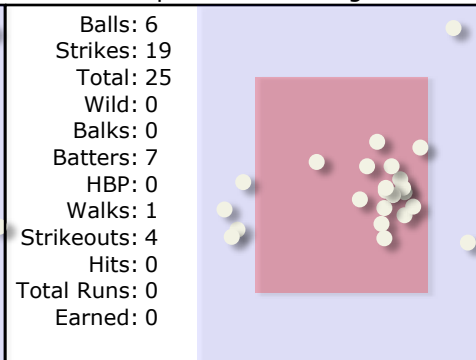 Balls: 6
Strikes: 19
Total: 25
Wild: 0
Balks: 0
Batters: 7
HBP: 0
Walks: 1
Strikeouts: 4
Hits: 0
Total Runs: 0
Earned: 0